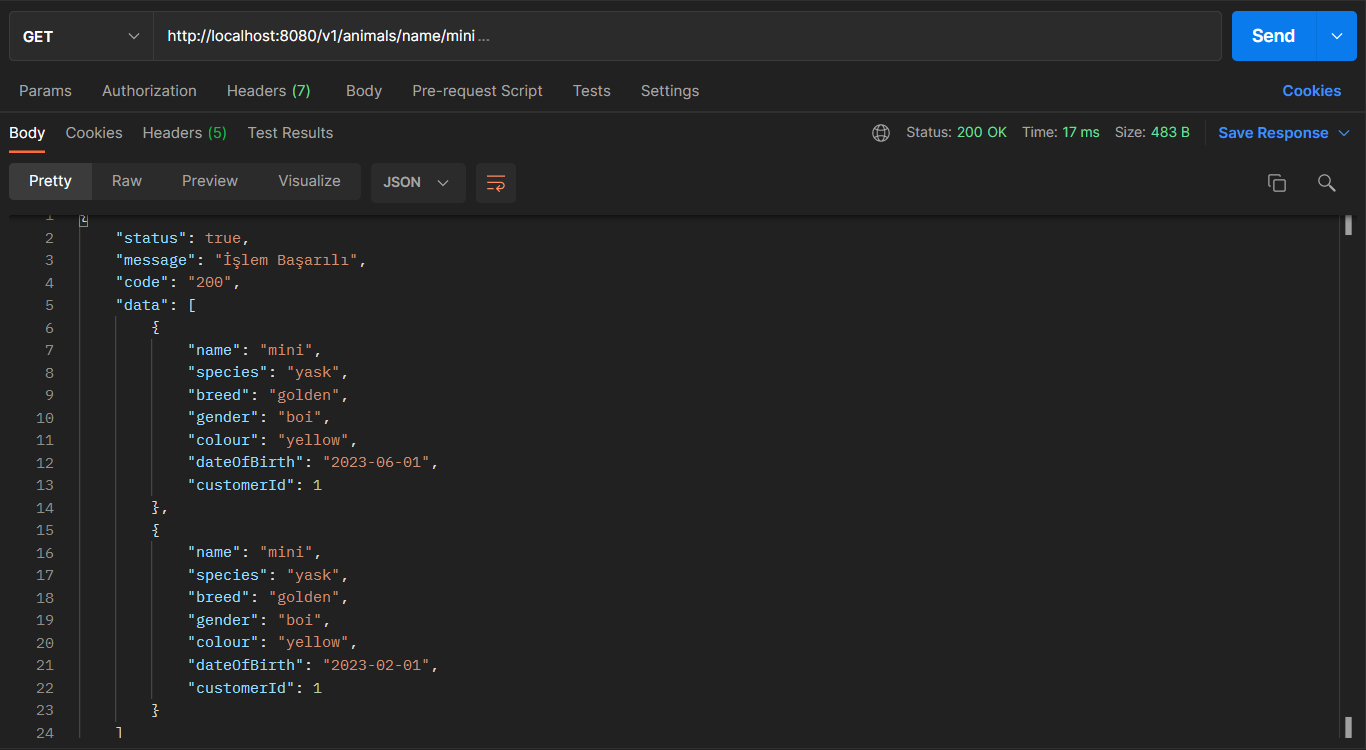 GET http://localhost:8080/v1/animals/name/mini ... Send
Params Authorization Headers (7) Body Pre-request Script Tests Settings Cookies
Body Cookies Headers (5) Test Results Status: 200 OK Time: 17 ms Size: 483 B Save Response
Pretty Raw Preview Visualize JSON
1 {
2 "status": true,
3 "message": "İşlem Başarılı",
4 "code": "200",
5 "data": [
6 {
7 "name": "mini",
8 "species": "yask",
9 "breed": "golden",
10 "gender": "boi",
11 "colour": "yellow",
12 "dateOfBirth": "2023-06-01",
13 "customerId": 1
14 },
15 {
16 "name": "mini",
17 "species": "yask",
18 "breed": "golden",
19 "gender": "boi",
20 "colour": "yellow",
21 "dateOfBirth": "2023-02-01",
22 "customerId": 1
23 }
24 ]